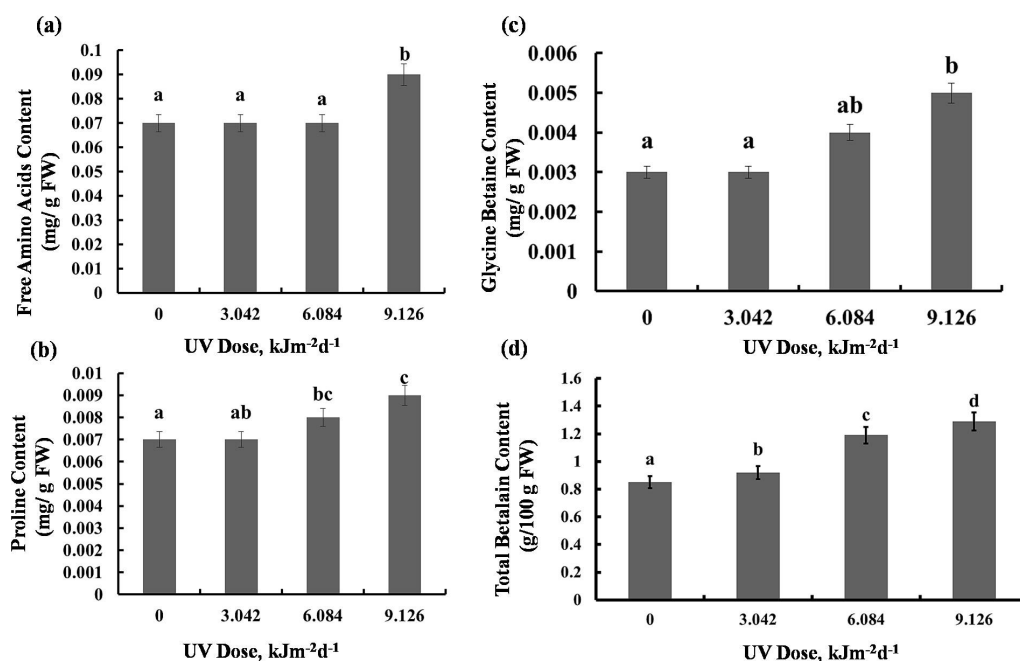 (a)
Free Amino Acids Content
(mg/ g FW)
0.1
0.09
0.08
0.07
0.06
0.05
0.04
0.03
0.02
0.01
0
a
a
a
b
0
3.042
6.084
9.126
UV Dose, kJm⁻²d⁻¹
(c)
Glycine Betaine Content
(mg/ g FW)
0.006
0.005
0.004
0.003
0.002
0.001
0
a
a
ab
b
0
3.042
6.084
9.126
UV Dose, kJm⁻²d⁻¹
(b)
Proline Content
(mg/ g FW)
0.01
0.009
0.008
0.007
0.006
0.005
0.004
0.003
0.002
0.001
0
a
ab
bc
c
0
3.042
6.084
9.126
UV Dose, kJm⁻²d⁻¹
(d)
Total Betalain Content
(g/100 g FW)
1.6
1.4
1.2
1
0.8
0.6
0.4
0.2
0
a
b
c
d
0
3.042
6.084
9.126
UV Dose, kJm⁻²d⁻¹